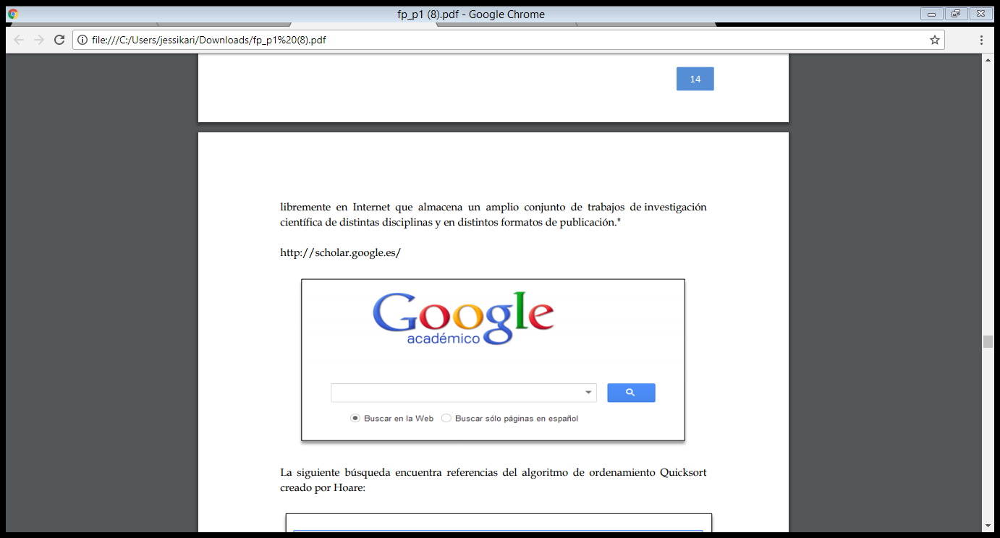 fp_p1 (8).pdf - Google Chrome
file:///C:/Users/jessikari/Downloads/fp_p1%20(8).pdf
14
libremente en Internet que almacena un amplio conjunto de trabajos de investigación
científica de distintas disciplinas y en distintos formatos de publicación."
http://scholar.google.es/
Google
académico
Buscar en la Web Buscar sólo páginas en español
La siguiente búsqueda encuentra referencias del algoritmo de ordenamiento Quicksort
creado por Hoare: